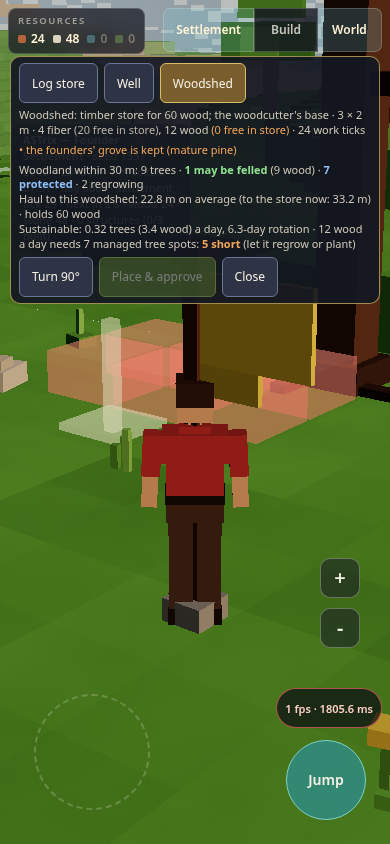 RESOURCES
24 48 0 0
Settlement Build World
Log store Well Woodshed
Woodshed: timber store for 60 wood; the woodcutter's base · 3 × 2
m · 4 fiber (20 free in store), 12 wood (0 free in store) · 24 work ticks
• the founders' grove is kept (mature pine)
Woodland within 30 m: 9 trees · 1 may be felled (9 wood) · 7
protected · 2 regrowing
Haul to this woodshed: 22.8 m on average (to the store now: 33.2 m)
· holds 60 wood
Sustainable: 0.32 trees (3.4 wood) a day, 6.3-day rotation · 12 wood
a day needs 7 managed tree spots: 5 short (let it regrow or plant)
Turn 90° Place & approve Close
+
-
1 fps · 1805.6 ms
Jump